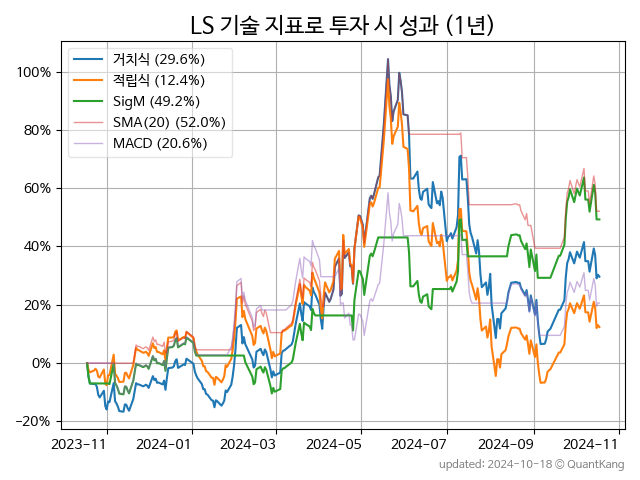 LS 기술 지표로 투자 시 성과 (1년)
거치식 (29.6%)
적립식 (12.4%)
SigM (49.2%)
SMA(20) (52.0%)
MACD (20.6%)
100%
80%
60%
40%
20%
0%
−20%
2023-11 2024-01 2024-03 2024-05 2024-07 2024-09 2024-11
updated: 2024-10-18 © QuantKang